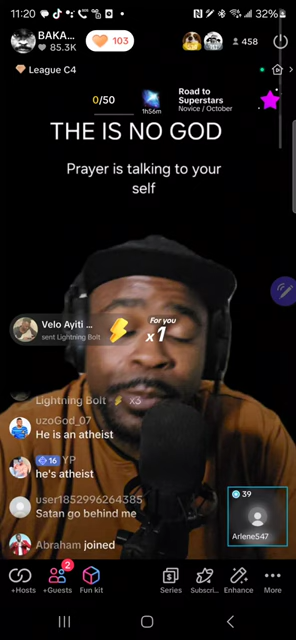 11:20
32%
BAKA...
85.3K
103
458
League C4
0/50
1h56m
Road to
Superstars
Novice / October
THE IS NO GOD
Prayer is talking to your
self
Velo Ayiti ...
sent Lightning Bolt
For you
x1
Lightning Bolt x3
uzoGod_07
He is an atheist
16 YP
he's atheist
user1852996264385
Satan go behind me
Abraham joined
39
Arlene547
2
+Hosts
+Guests
Fun kit
Series
Subscri...
Enhance
More